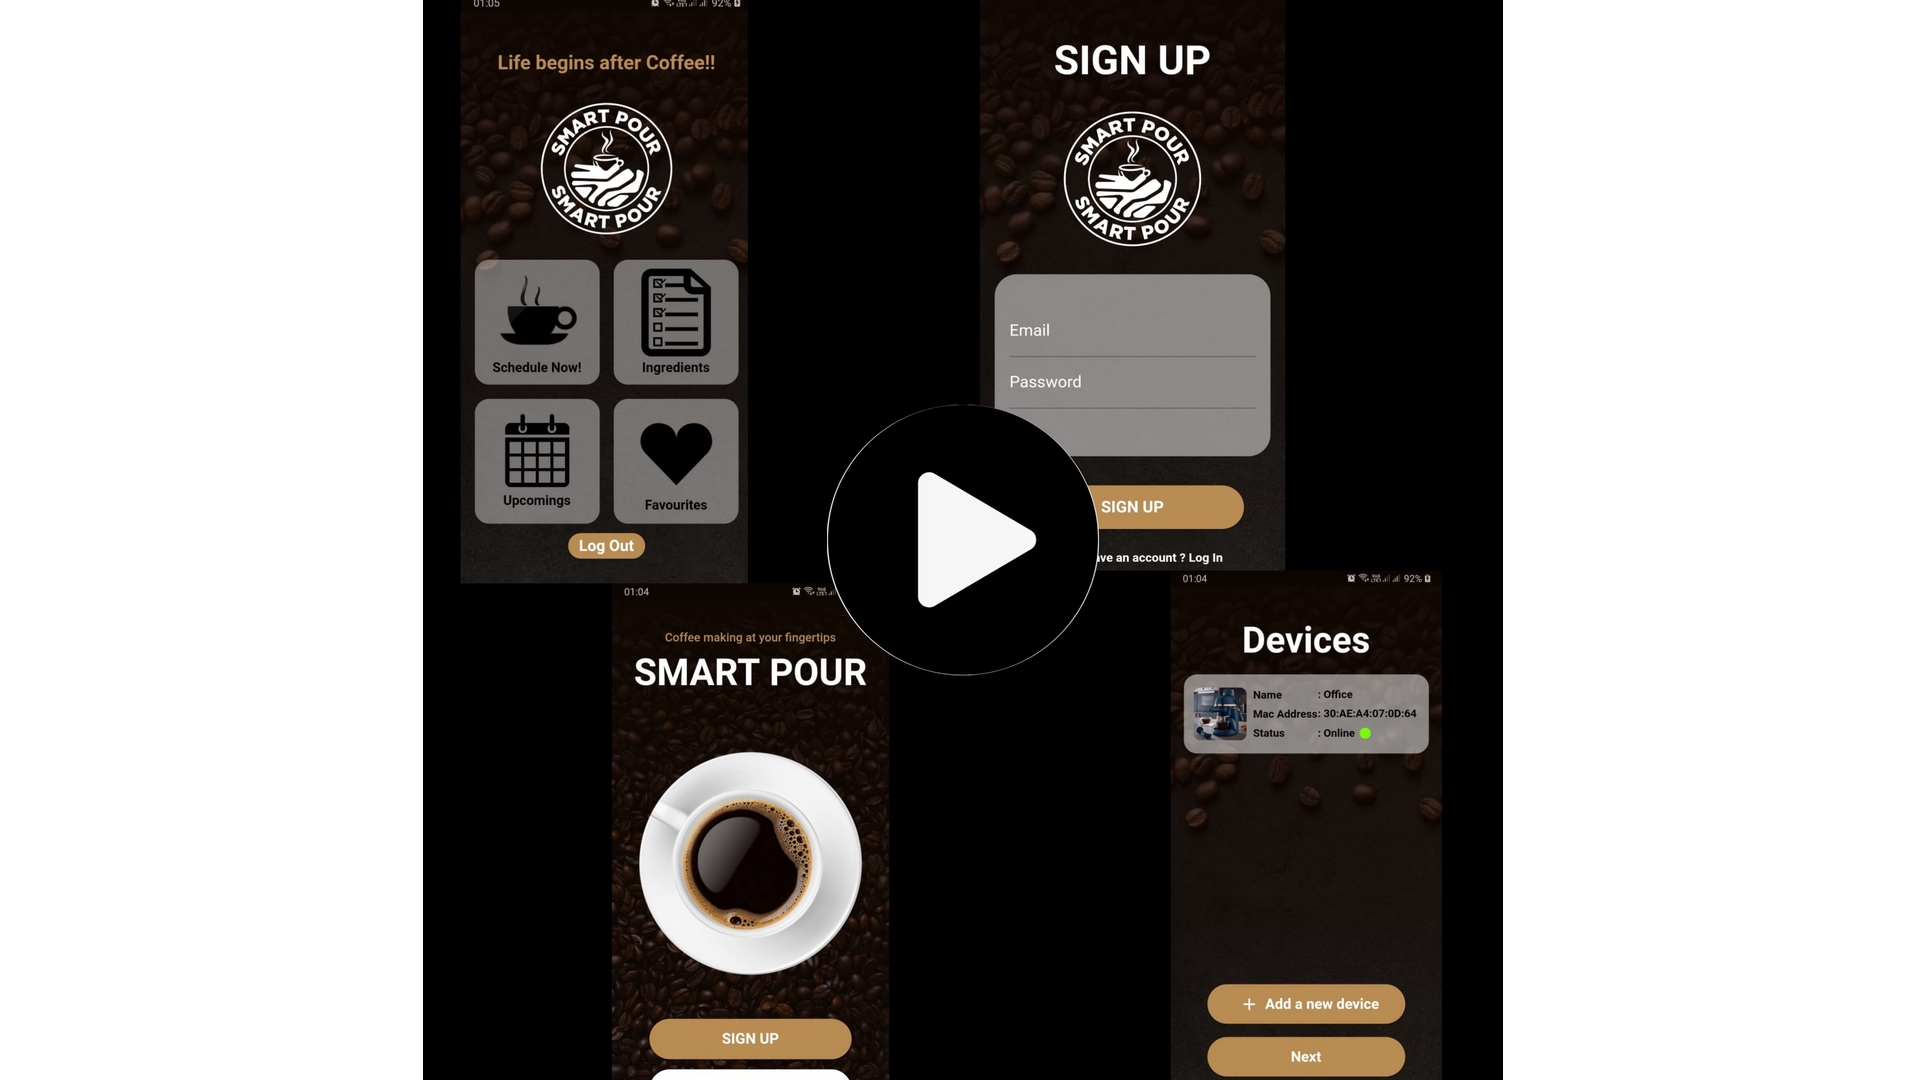 01:05
92%
Life begins after Coffee!!
SMART POUR
SMART POUR
Schedule Now!
Ingredients
Upcomings
Favourites
Log Out
SIGN UP
SMART POUR
SMART POUR
Email
Password
SIGN UP
ve an account ? Log In
01:04
Coffee making at your fingertips
SMART POUR
SIGN UP
01:04
92%
Devices
Name : Office
Mac Address: 30:AE:A4:07:0D:64
Status : Online
+ Add a new device
Next